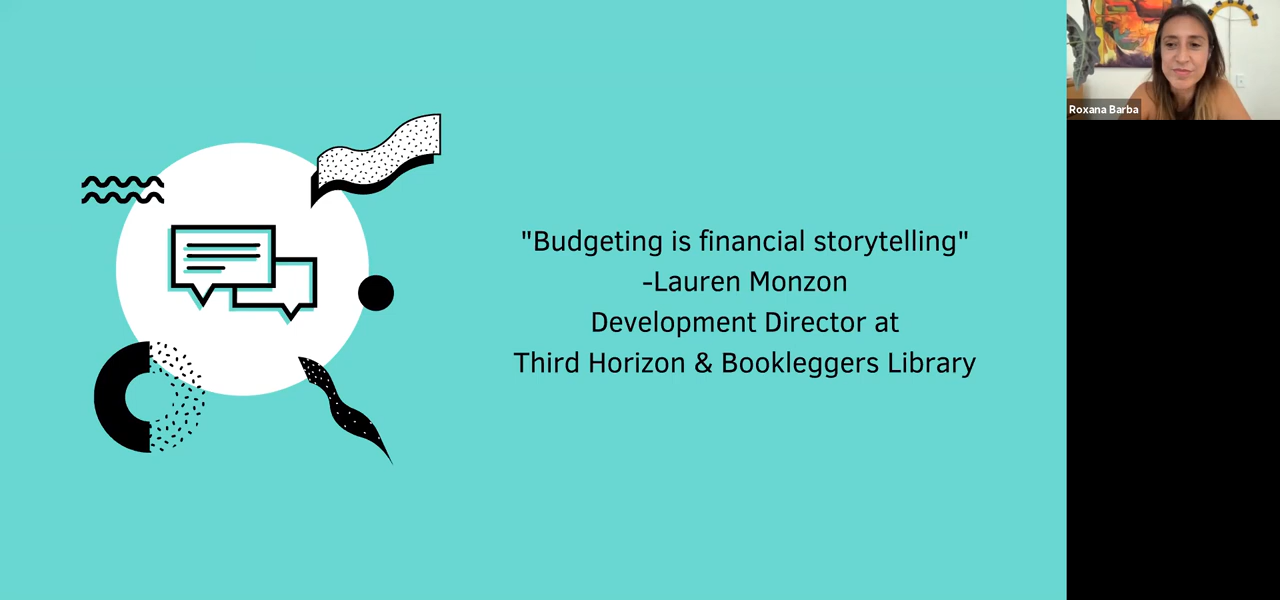 Roxana Barba
"Budgeting is financial storytelling"
-Lauren Monzon
Development Director at
Third Horizon & Bookleggers Library